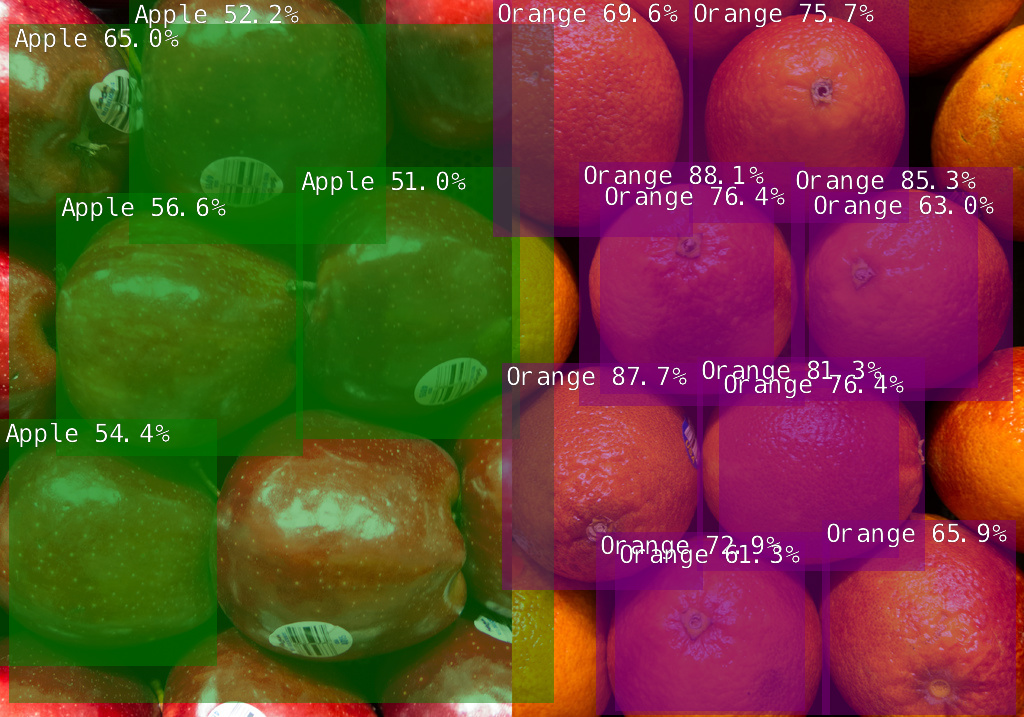 Apple 52.2%
Orange 69.6%
Orange 75.7%
Apple 65.0%
Orange 88.1%
Apple 51.0%
Orange 85.3%
Orange 76.4%
Apple 56.6%
Orange 63.0%
Orange 87.7%
Orange 81.3%
Orange 76.4%
Apple 54.4%
Orange 65.9%
Orange 72.9%
Orange 61.3%